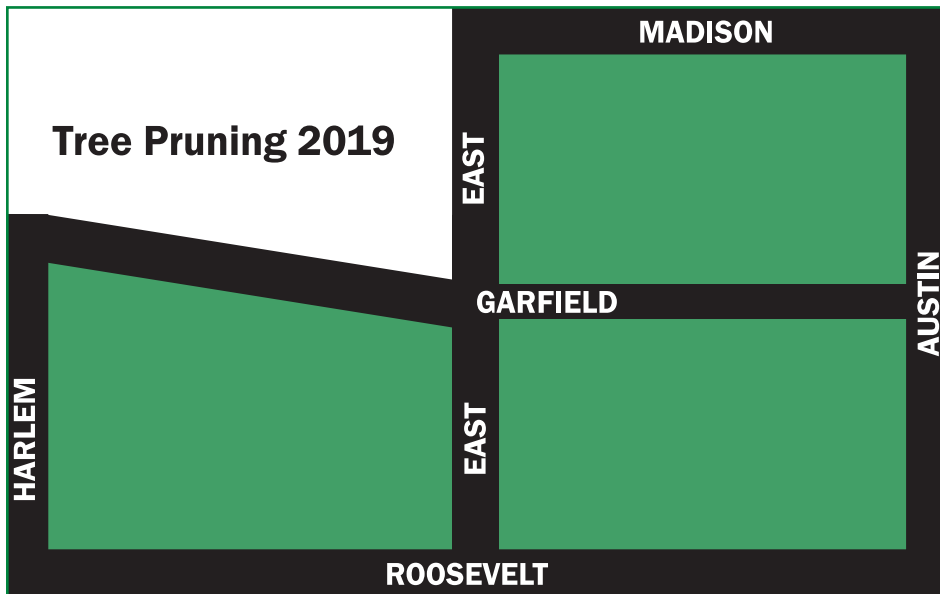 MADISON
Tree Pruning 2019
EAST
GARFIELD
AUSTIN
HARLEM
EAST
ROOSEVELT